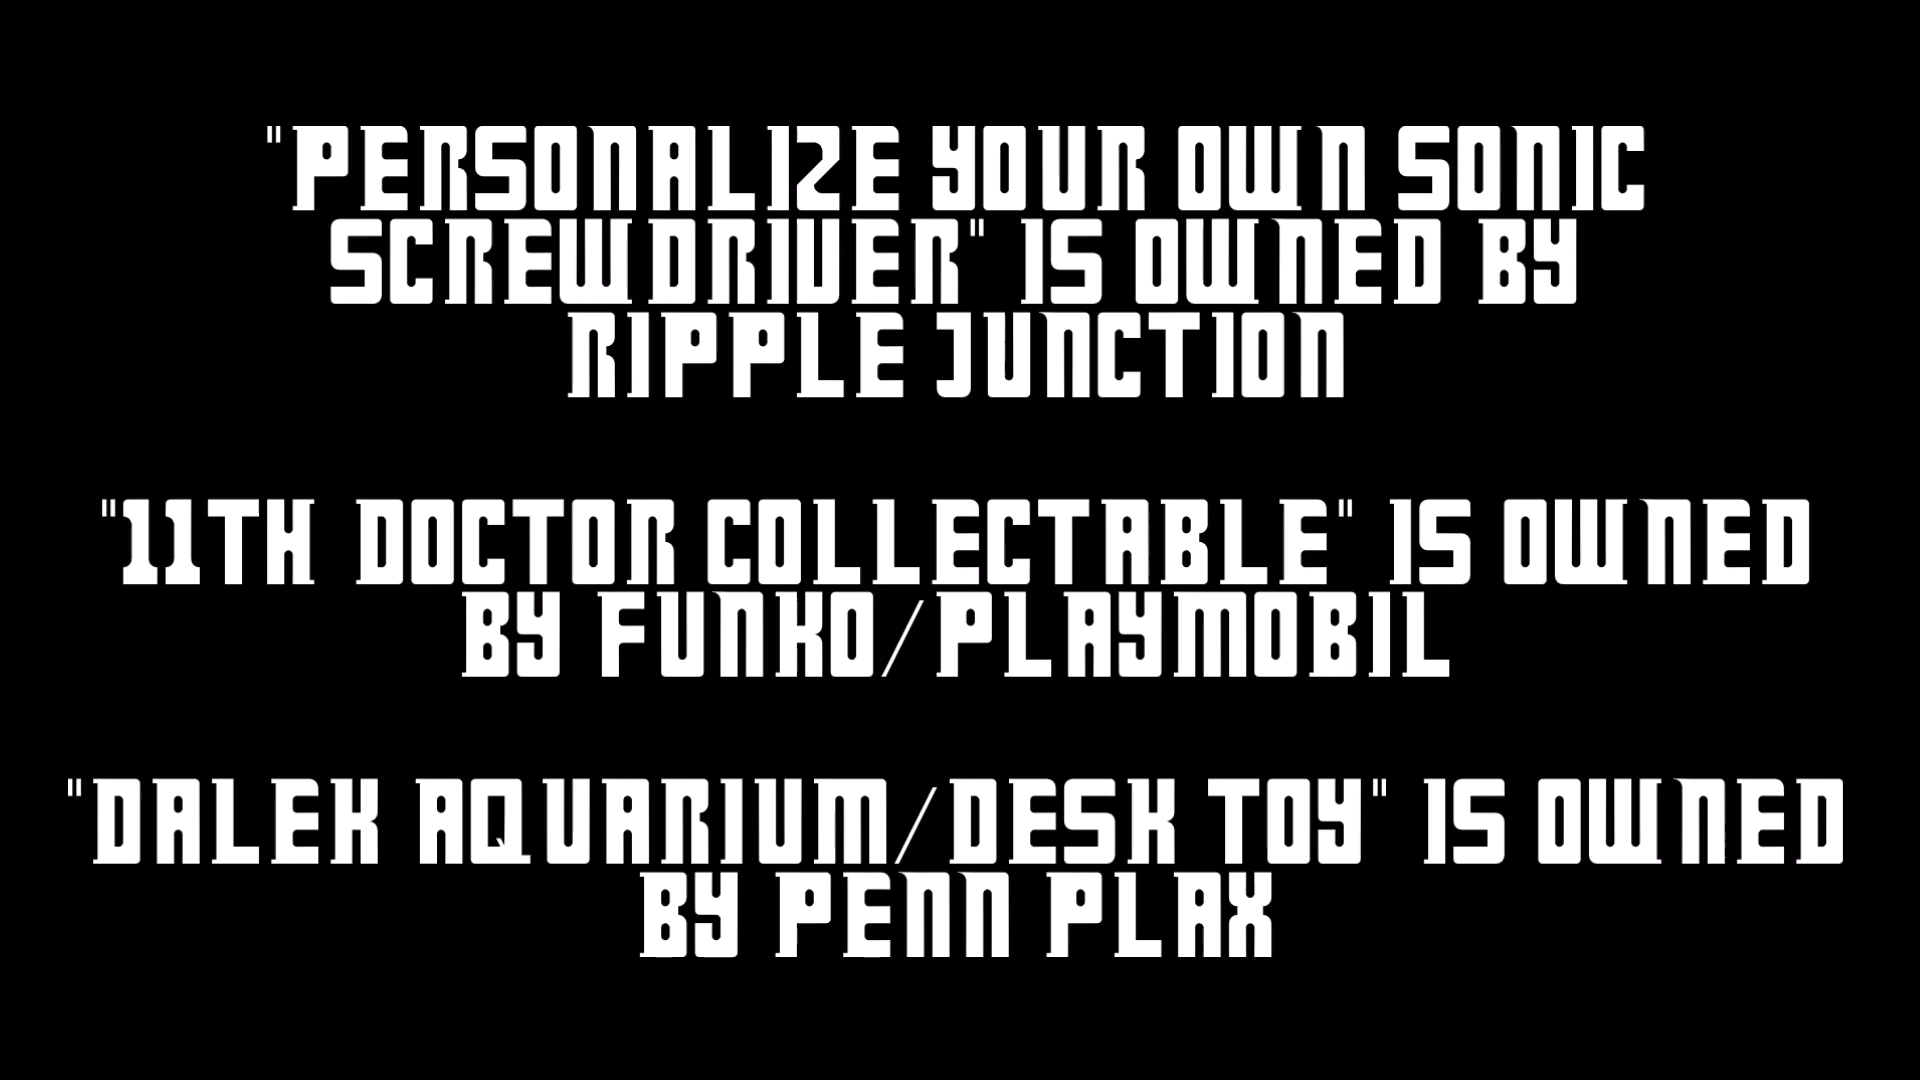 "PERSONALIZE YOUR OWN SONIC
SCREWDRIVER" IS OWNED BY
RIPPLE JUNCTION
"11TH DOCTOR COLLECTABLE" IS OWNED
BY FUNKO/PLAYMOBIL
"DALEK AQUARIUM/DESK TOY" IS OWNED
BY PENN PLAX